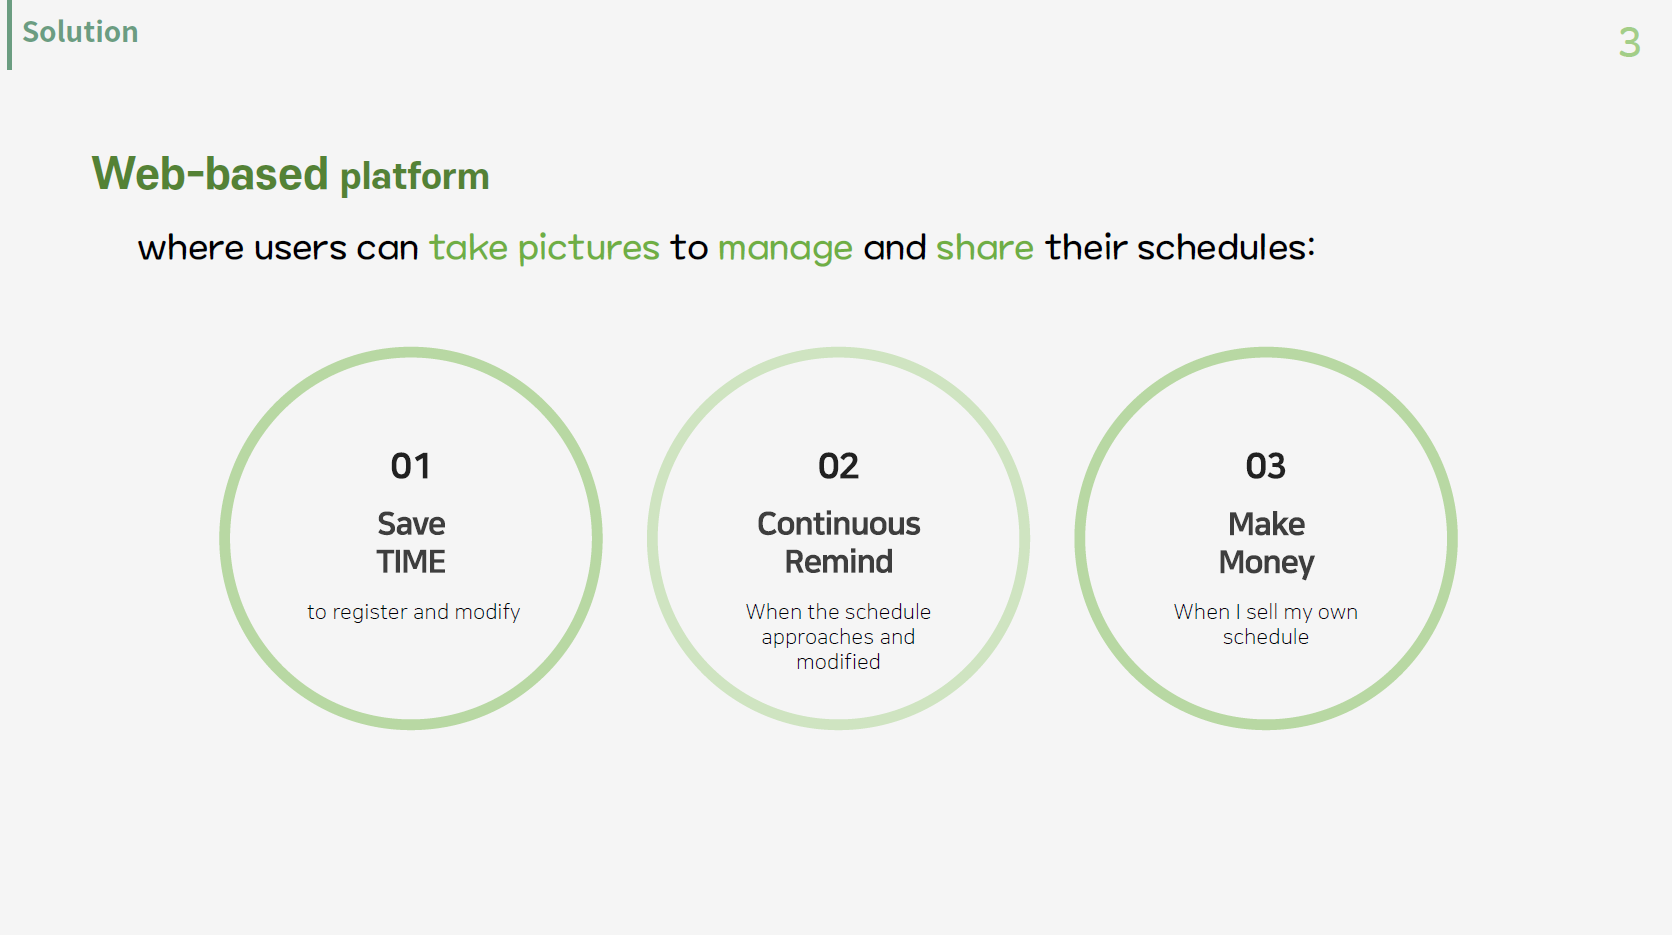 Solution
3
Web-based platform
where users can take pictures to manage and share their schedules:
01
Save
TIME
to register and modify
02
Continuous
Remind
When the schedule
approaches and
modified
03
Make
Money
When I sell my own
schedule